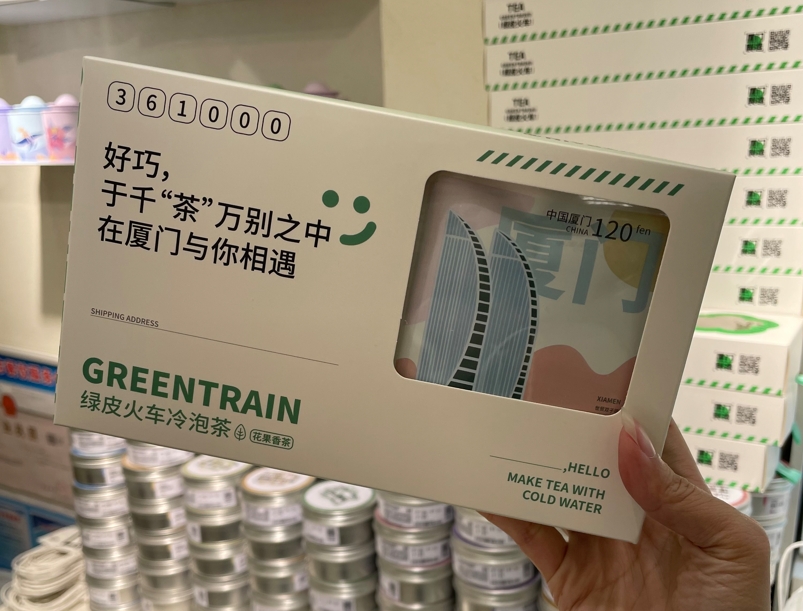 361000
好巧，
于千“茶”万别之中
在厦门与你相遇
SHIPPING ADDRESS
GREENTRAIN
绿皮火车冷泡茶
花果香茶
中国厦门 120 fen
CHINA
厦门
XIAMEN
,HELLO
MAKE TEA WITH
COLD WATER
TEA
TEA
TEA